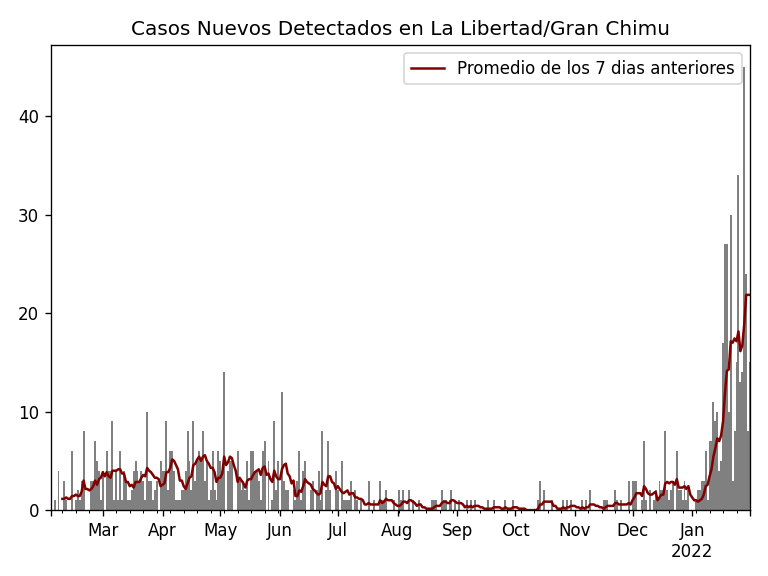 Casos Nuevos Detectados en La Libertad/Gran Chimu
Promedio de los 7 dias anteriores
40
30
20
10
0
Mar Apr May Jun Jul Aug Sep Oct Nov Dec Jan
2022